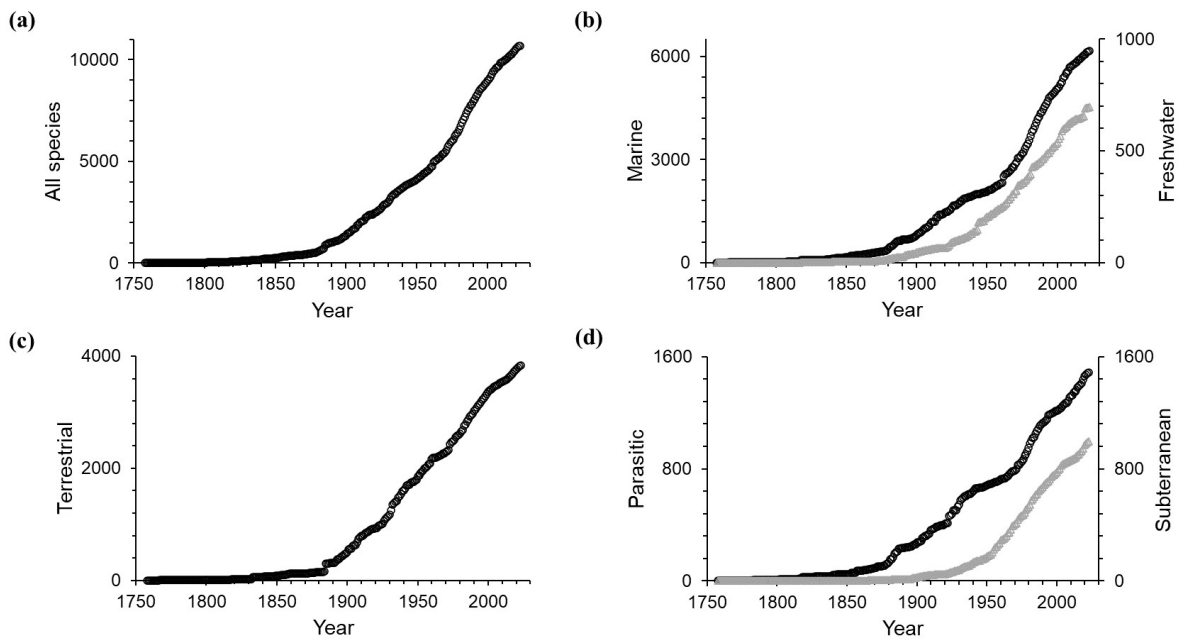 (a)
All species
10000
5000
0
1750 1800 1850 1900 1950 2000
Year
(b)
Marine
6000
3000
0
1000
500
0
Freshwater
1750 1800 1850 1900 1950 2000
Year
(c)
Terrestrial
4000
2000
0
1750 1800 1850 1900 1950 2000
Year
(d)
Parasitic
1600
800
0
1600
800
0
Subterranean
1750 1800 1850 1900 1950 2000
Year